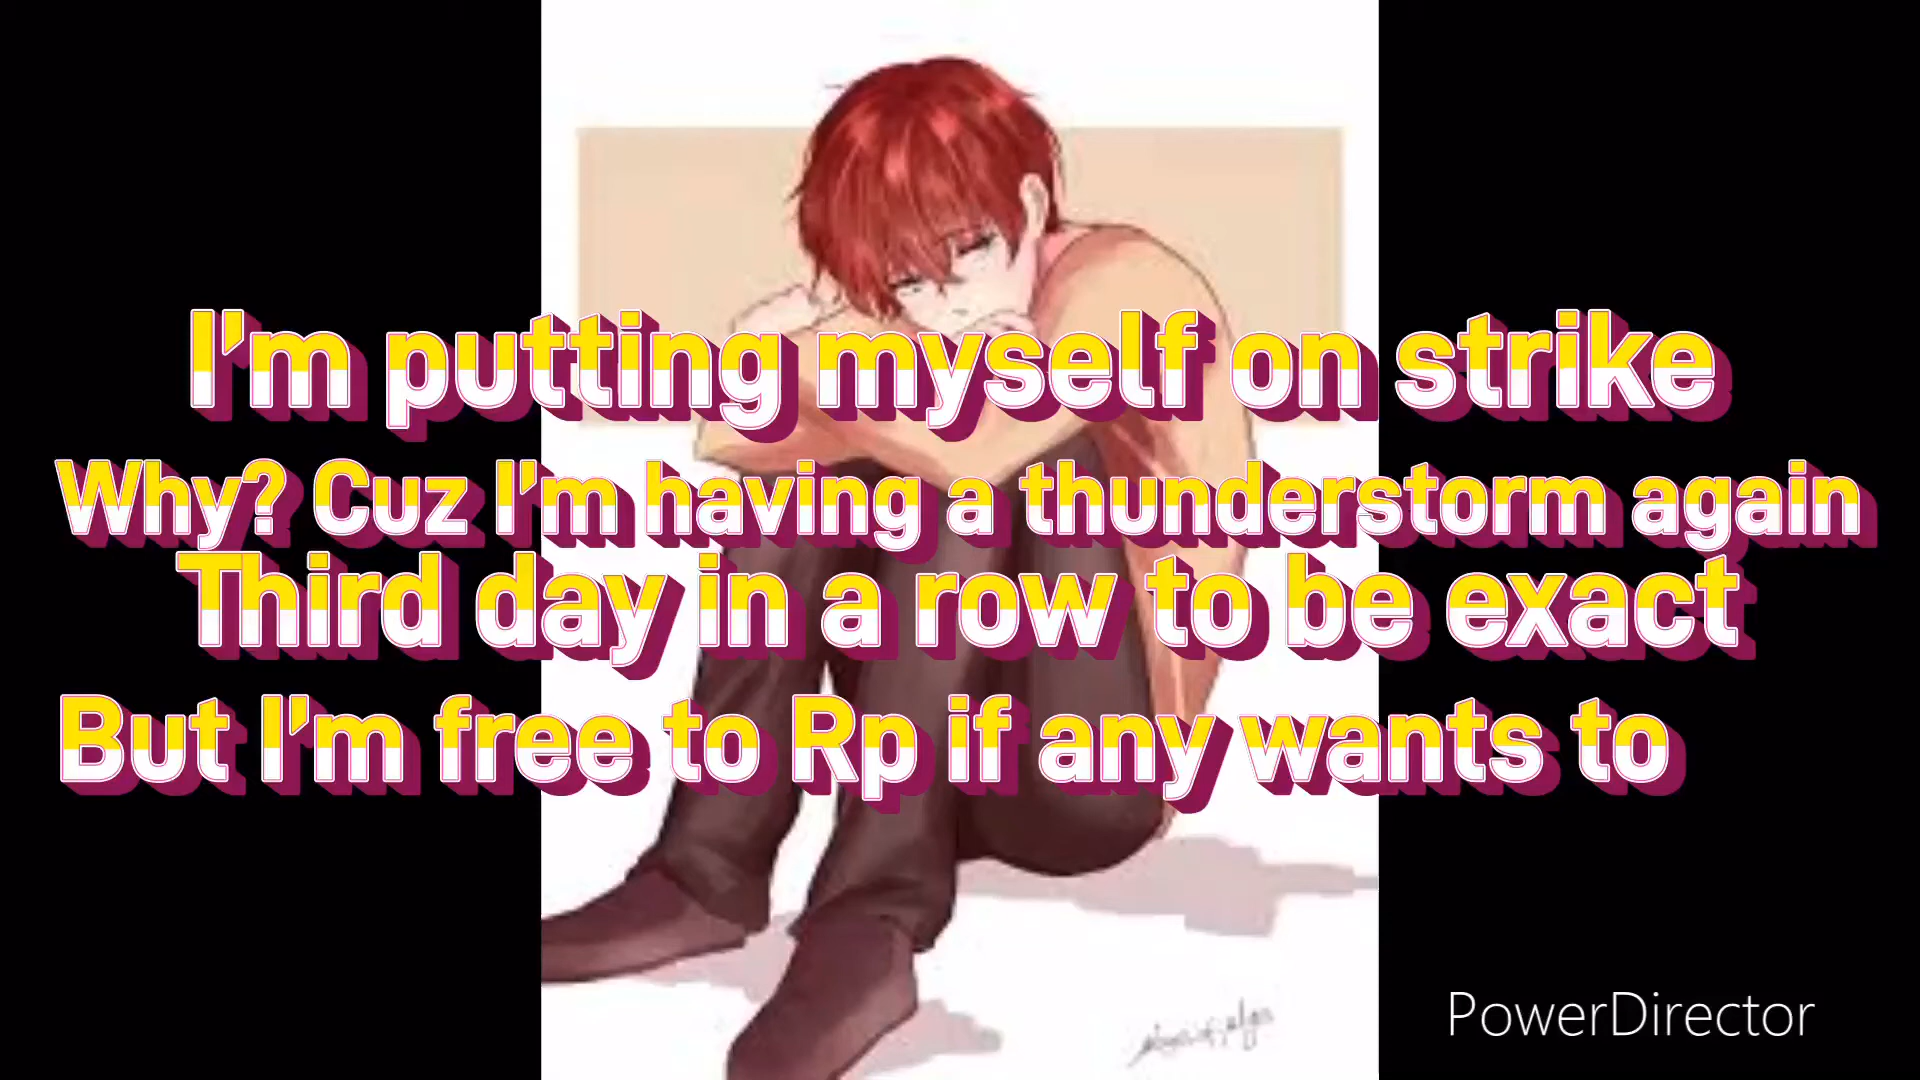 I'm putting myself on strike
Why? Cuz I'm having a thunderstorm again
Third day in a row to be exact
But I'm free to Rp if any wants to
PowerDirector